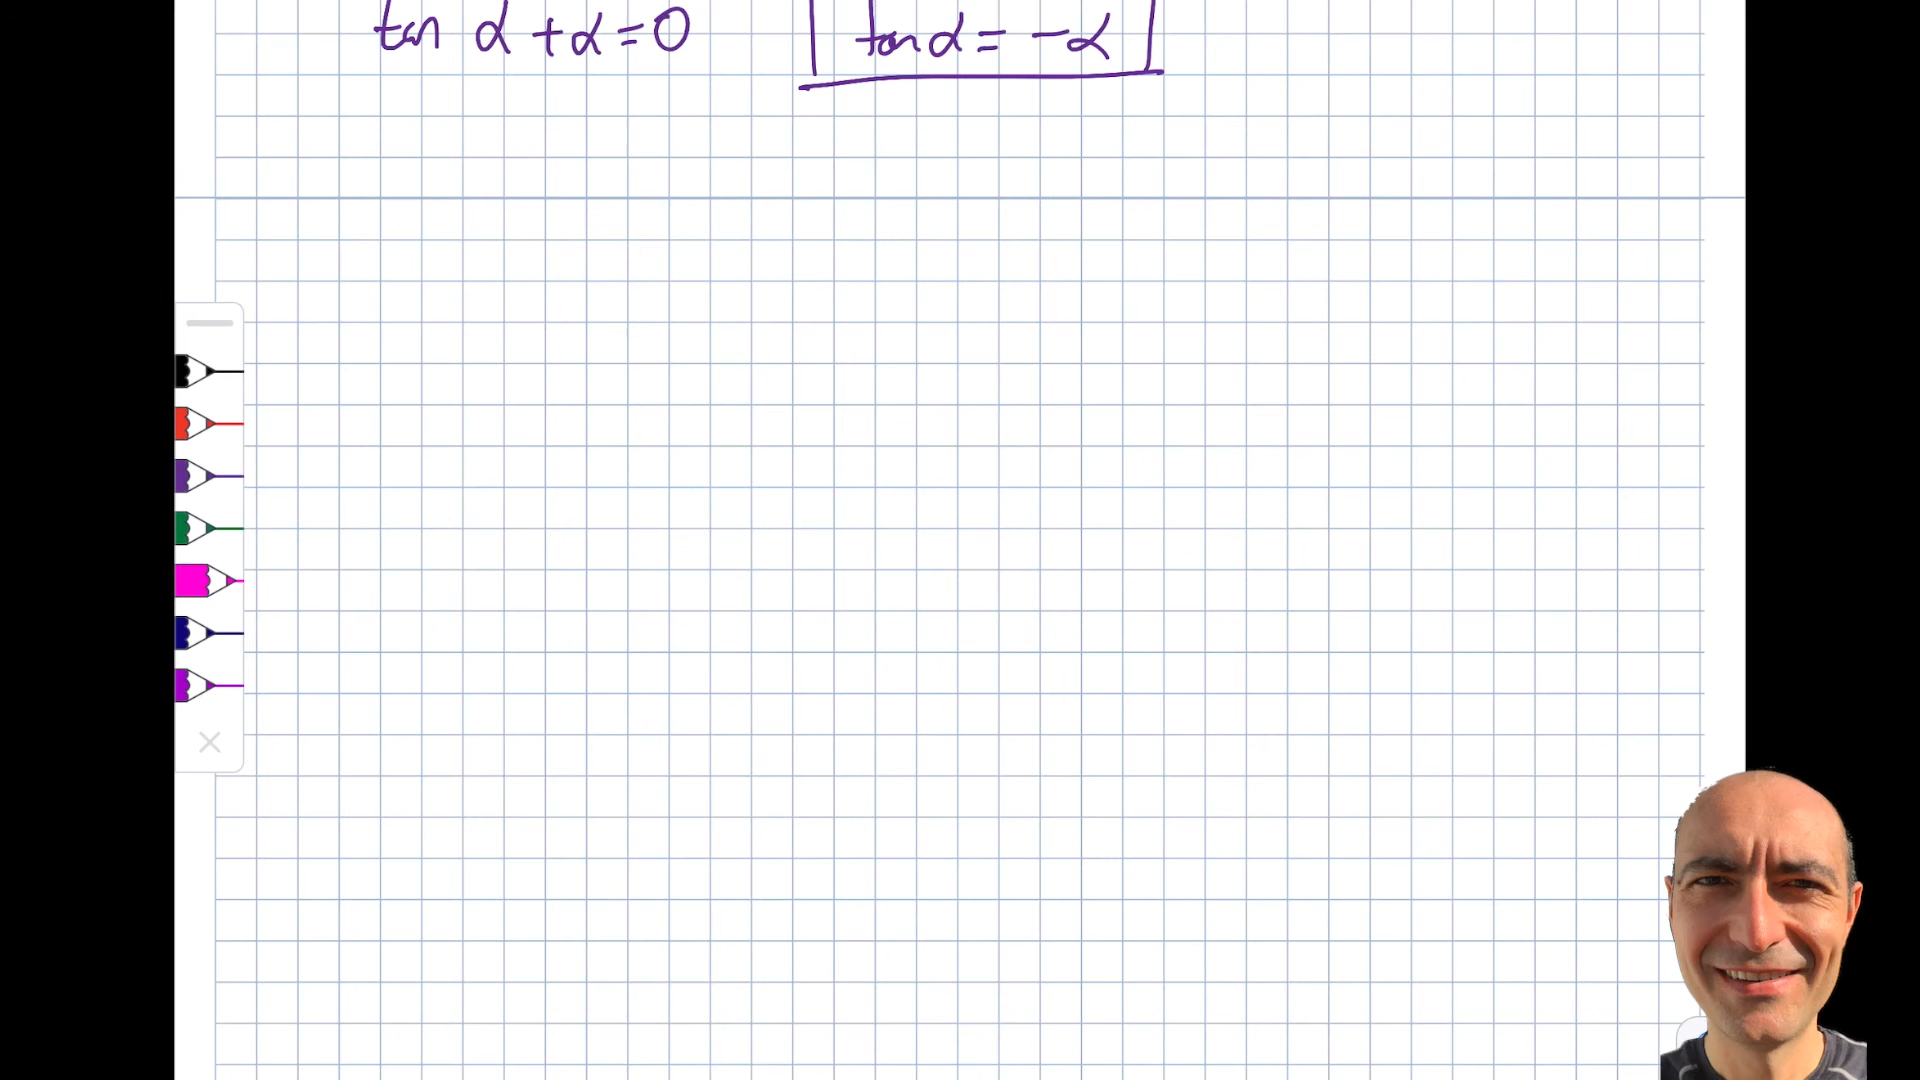 tan α + α = 0
tan α = -α